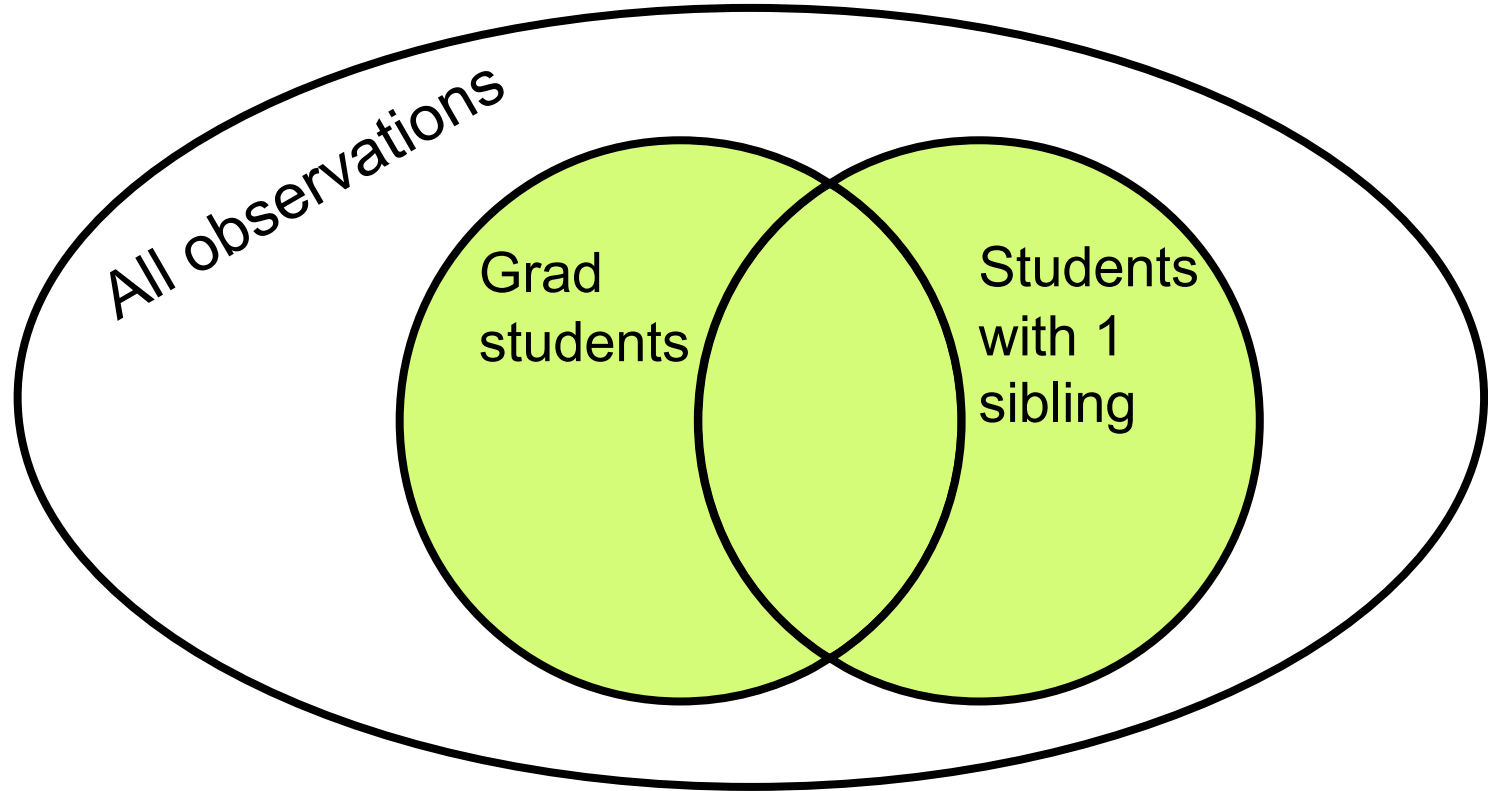 All observations
Grad
students
Students
with 1
sibling